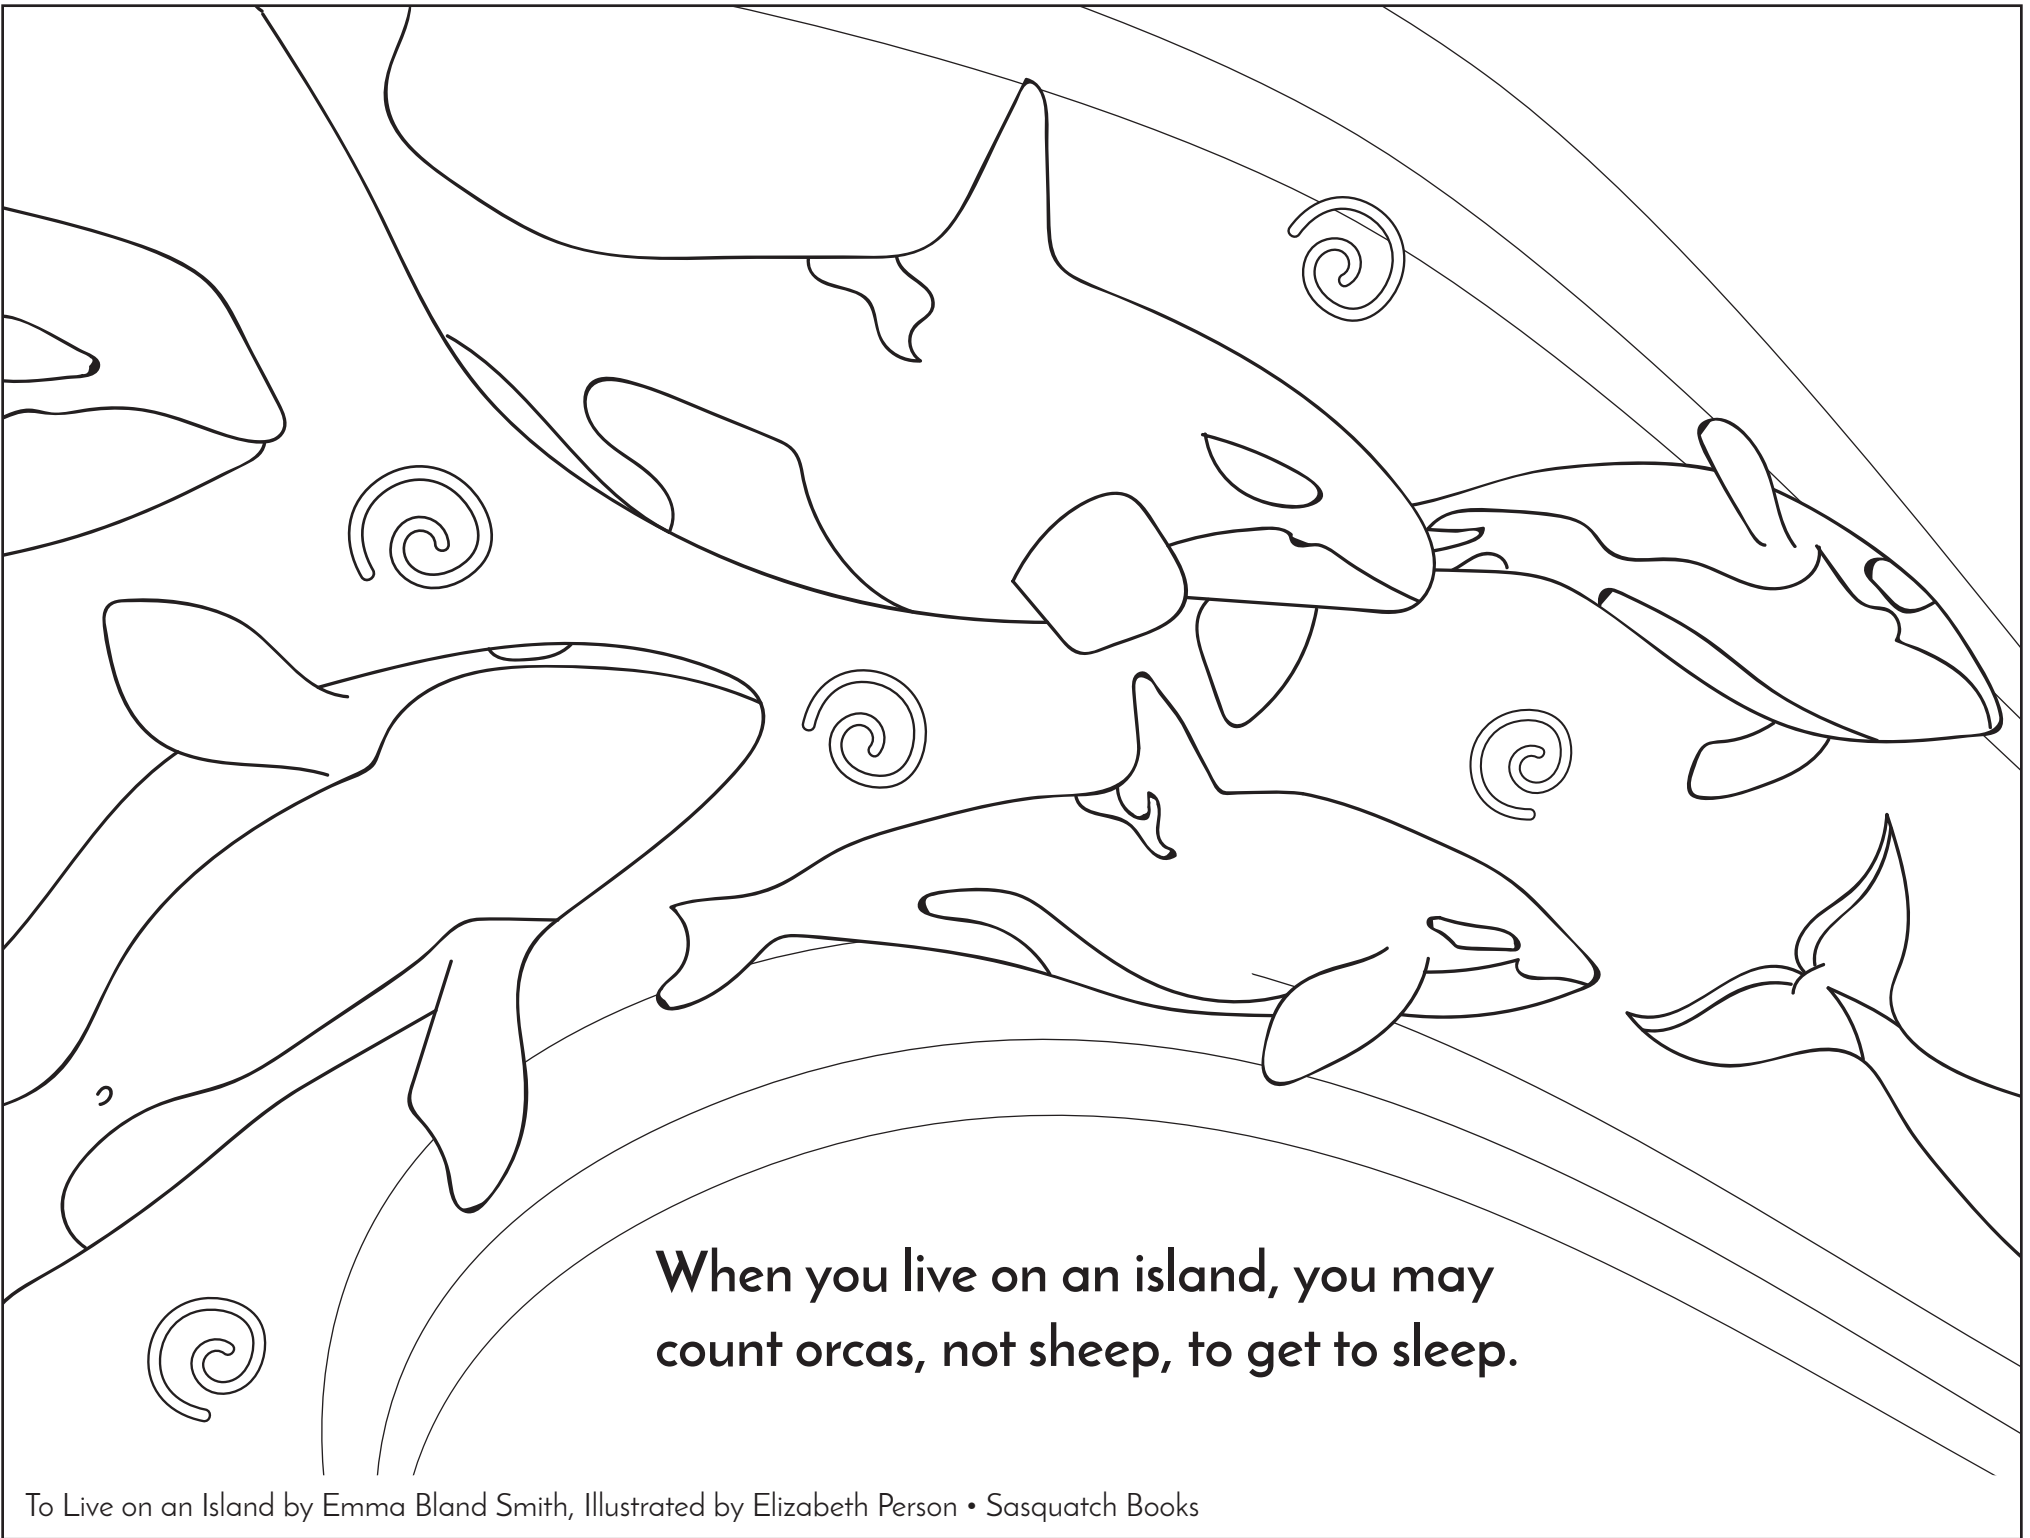 When you live on an island, you may
count orcas, not sheep, to get to sleep.
To Live on an Island by Emma Bland Smith, Illustrated by Elizabeth Person • Sasquatch Books